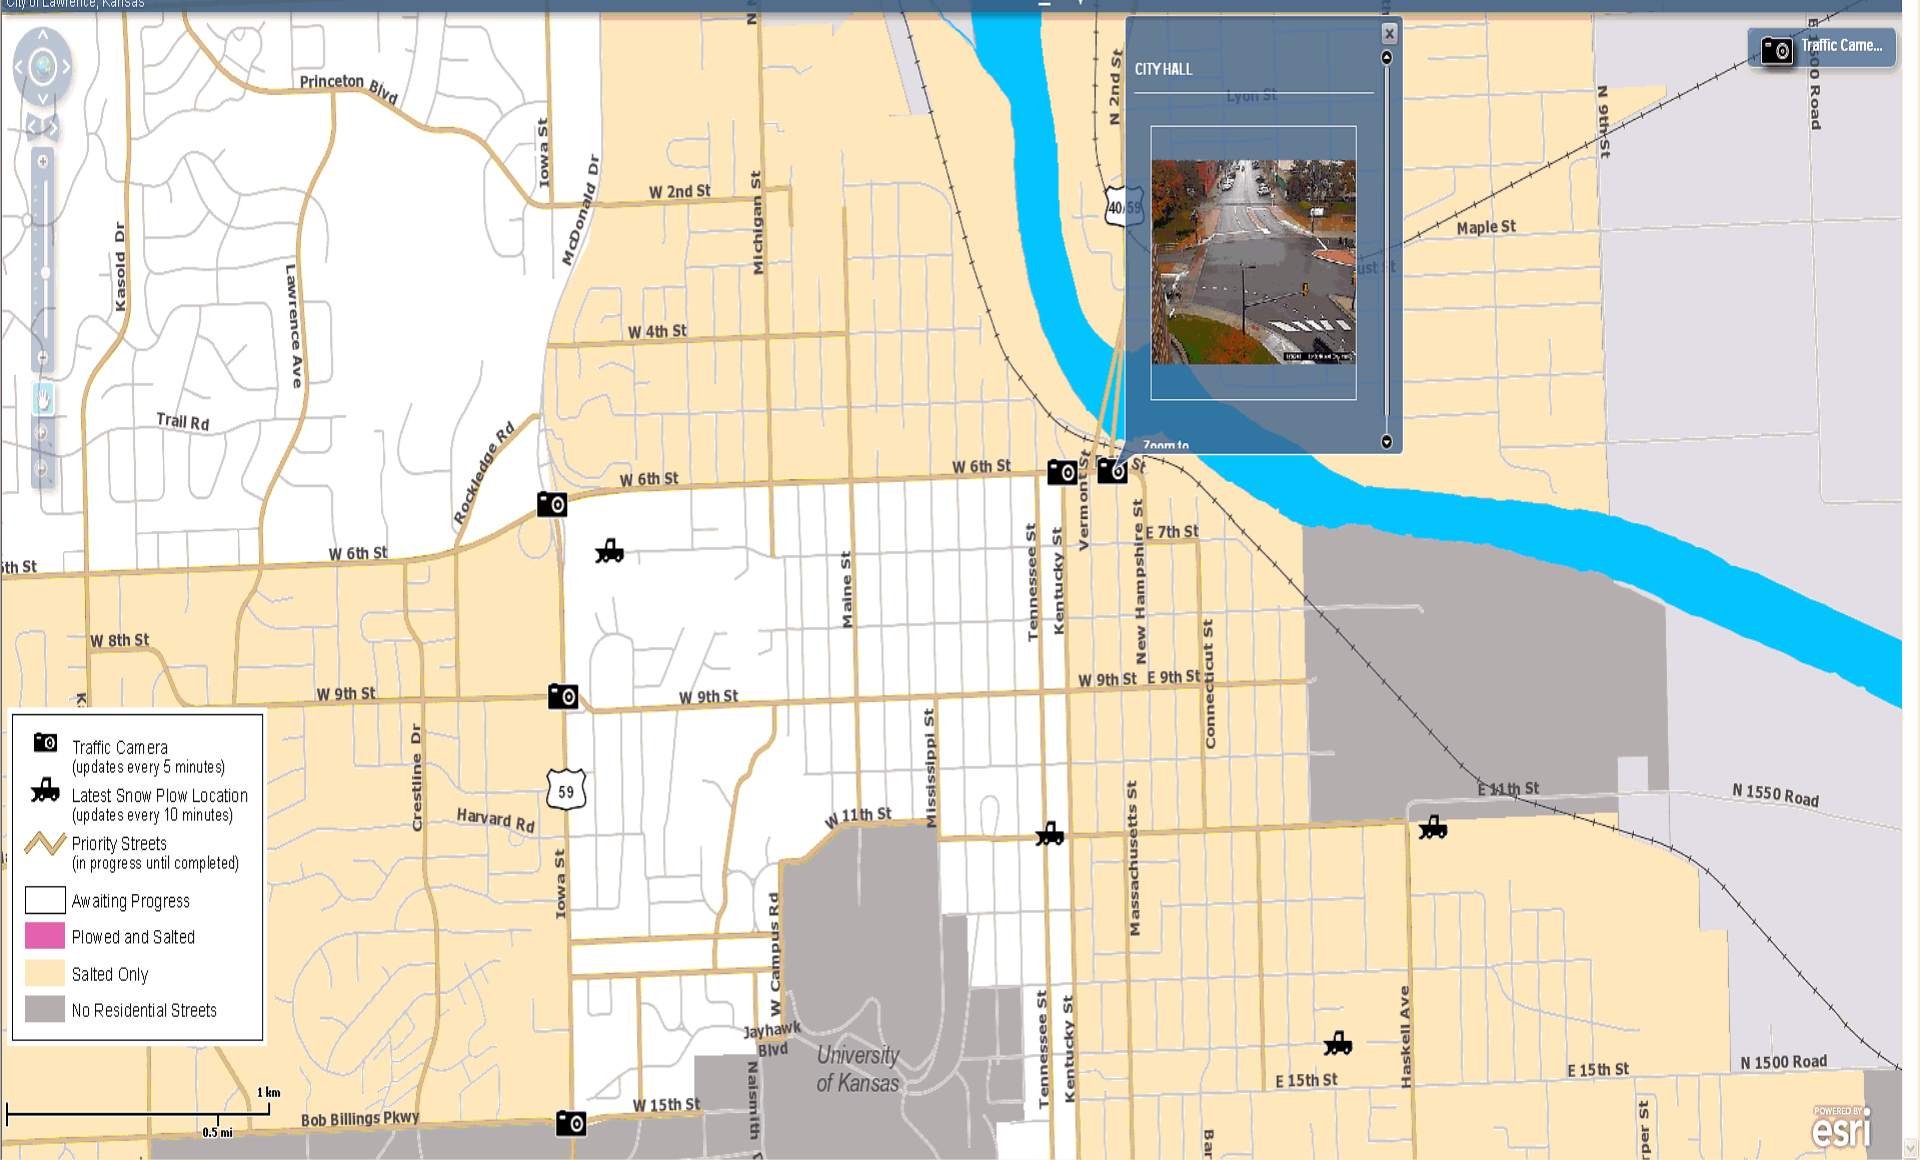 City of Lawrence, Kansas
Traffic Came...
CITY HALL
Lyon St
Zoom to
Princeton Blvd
Iowa St
McDonald Dr
W 2nd St
Michigan St
N 2nd St
40/59
N 9th St
E 1500 Road
Maple St
Kasold Dr
Lawrence Ave
W 4th St
Trail Rd
Rockledge Rd
W 6th St
W 6th St
W 6th St
Vermont St
E 7th St
New Hampshire St
Tennessee St
Kentucky St
Maine St
W 8th St
W 9th St
W 9th St
W 9th St
E 9th St
Connecticut St
Mississippi St
59
Crestline Dr
Harvard Rd
Iowa St
W 11th St
E 11th St
N 1550 Road
Massachusetts St
W Campus Rd
Jayhawk
Blvd
University
of Kansas
Naismith
Tennessee St
Kentucky St
Haskell Ave
E 15th St
E 15th St
N 1500 Road
W 15th St
Bob Billings Pkwy
Traffic Camera
(updates every 5 minutes)
Latest Snow Plow Location
(updates every 10 minutes)
Priority Streets
(in progress until completed)
Awaiting Progress
Plowed and Salted
Salted Only
No Residential Streets
1 km
0.5 mi
POWERED BY
esri